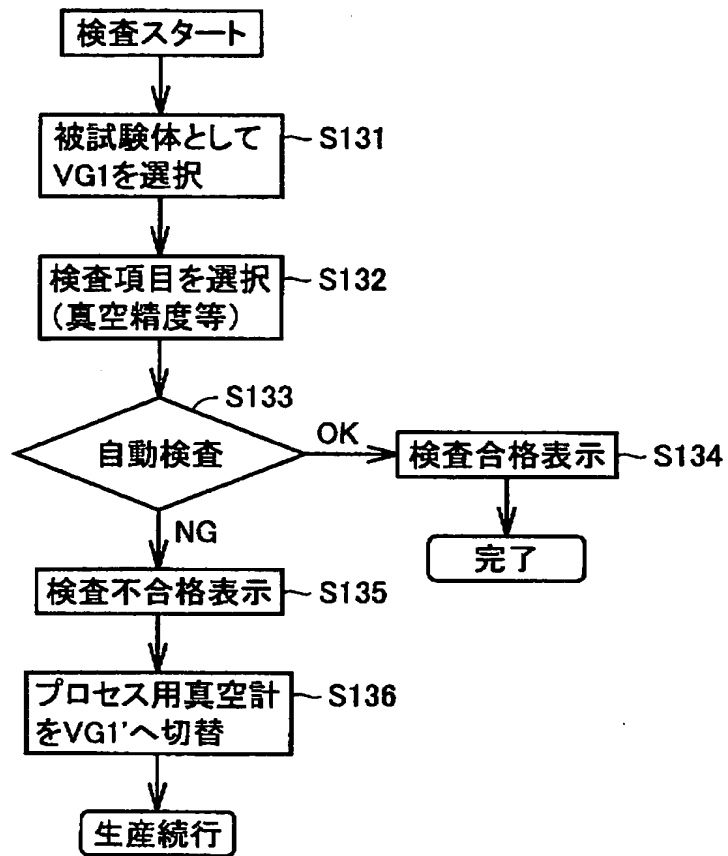 検査スタート
被試験体として
VG1を選択
S131
検査項目を選択
(真空精度等)
S132
S133
自動検査
OK
検査合格表示
S134
NG
完了
検査不合格表示
S135
プロセス用真空計
をVG1'へ切替
S136
生産続行